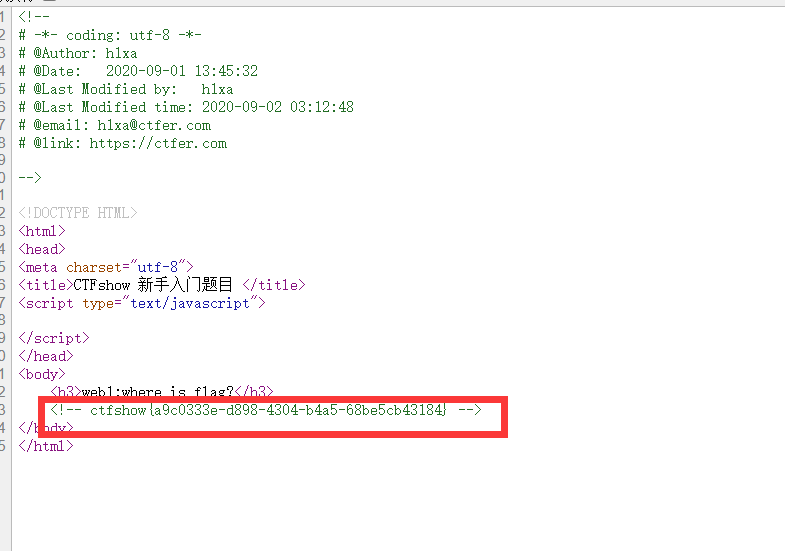 1 <!--
2 # -*- coding: utf-8 -*-
3 # @Author: h1xa
4 # @Date:   2020-09-01 13:45:32
5 # @Last Modified by:   h1xa
6 # @Last Modified time: 2020-09-02 03:12:48
7 # @email: h1xa@ctfer.com
8 # @link: https://ctfer.com
9
0 -->
1
2 <!DOCTYPE HTML>
3 <html>
4 <head>
5 <meta charset="utf-8">
6 <title>CTFshow 新手入门题目 </title>
7 <script type="text/javascript">
8
9 </script>
0 </head>
1 <body>
2     <h3>web1:where is flag?</h3>
3     <!-- ctfshow{a9c0333e-d898-4304-b4a5-68be5cb43184} -->
4 </body>
5 </html>